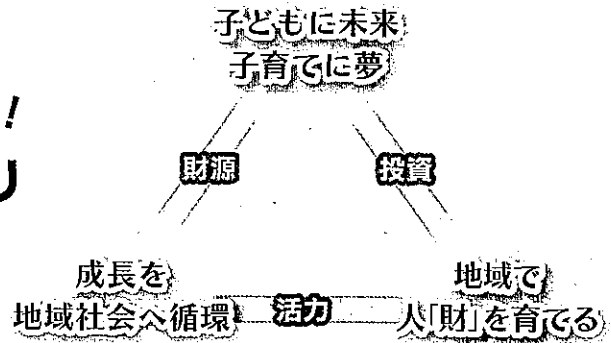 子どもに未来
子育てに夢
！
財源
投資
成長を
地域社会へ循環
活力
地域で
人「財」を育てる